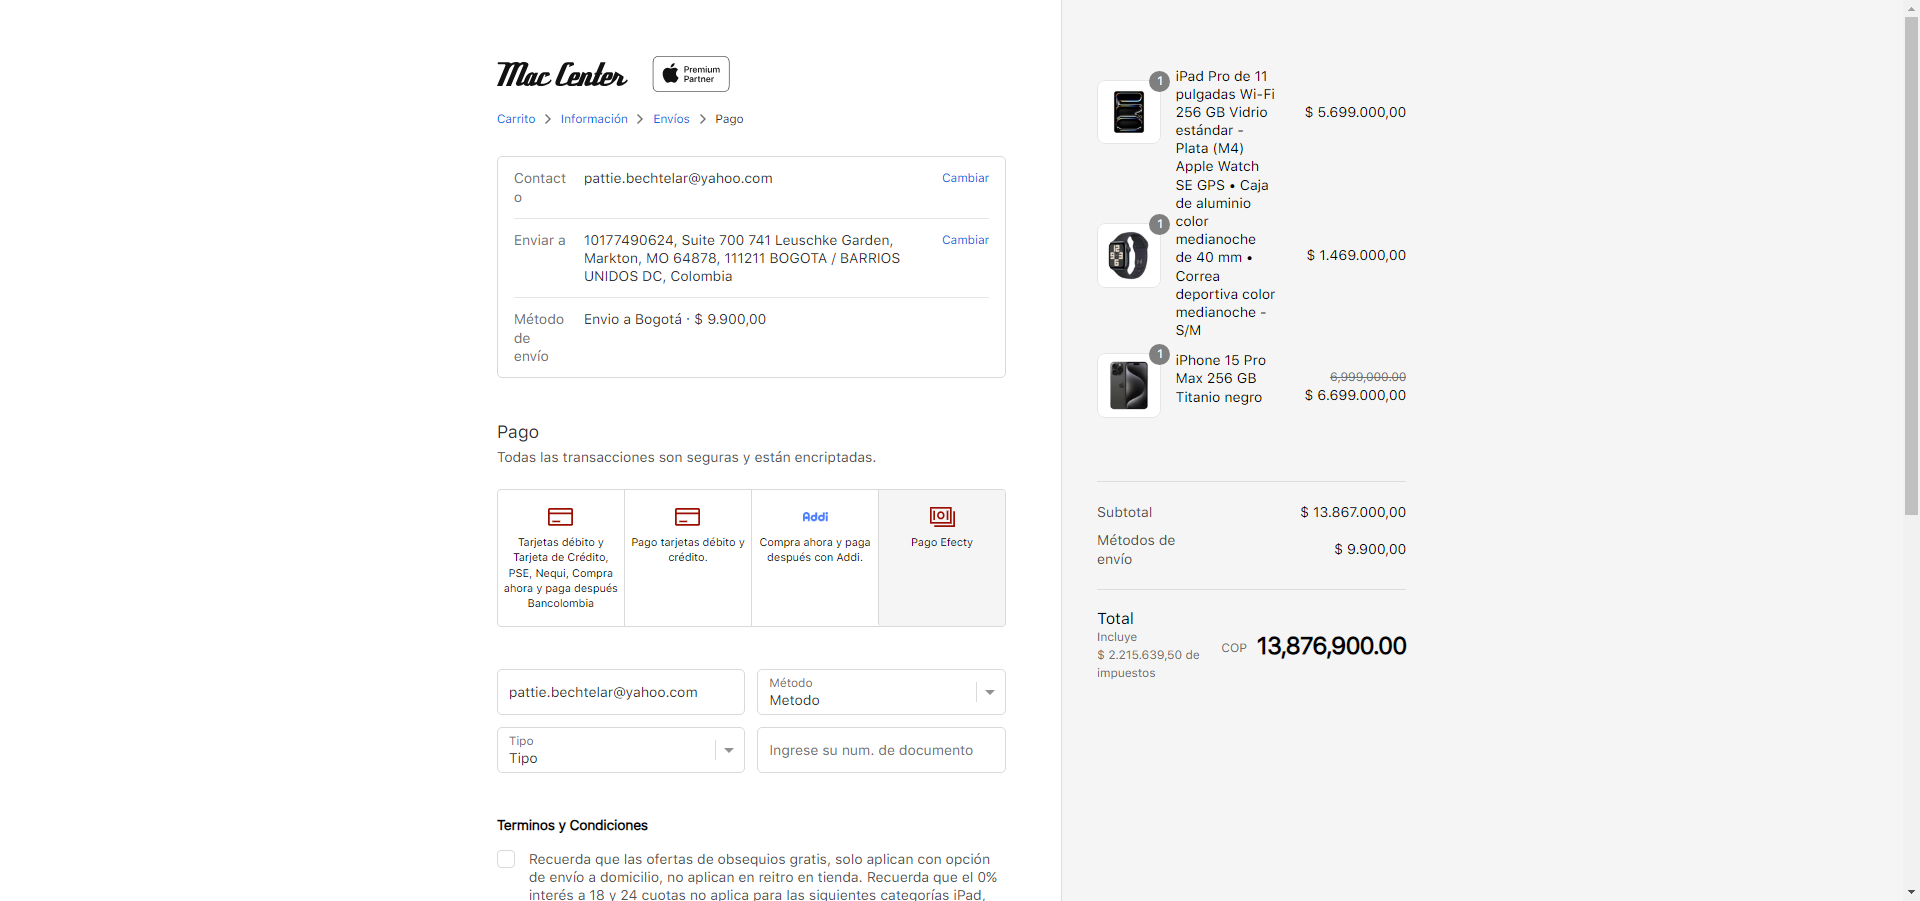 Mac Center
Premium
Partner
Carrito
Información
Envíos
Pago
Contact
o
pattie.bechtelar@yahoo.com
Cambiar
Enviar a
10177490624, Suite 700 741 Leuschke Garden,
Markton, MO 64878, 111211 BOGOTA / BARRIOS
UNIDOS DC, Colombia
Cambiar
Método
de
envío
Envio a Bogotá · $ 9.900,00
Pago
Todas las transacciones son seguras y están encriptadas.
Tarjetas débito y
Tarjeta de Crédito,
PSE, Nequi, Compra
ahora y paga después
Bancolombia
Pago tarjetas débito y
crédito.
Addi
Compra ahora y paga
después con Addi.
Pago Efecty
pattie.bechtelar@yahoo.com
Método
Metodo
Tipo
Tipo
Ingrese su num. de documento
Terminos y Condiciones
Recuerda que las ofertas de obsequios gratis, solo aplican con opción
de envío a domicilio, no aplican en reitro en tienda. Recuerda que el 0%
interés a 18 y 24 cuotas no aplica para las siguientes categorías iPad,
1
iPad Pro de 11
pulgadas Wi-Fi
256 GB Vidrio
estándar -
Plata (M4)
$ 5.699.000,00
1
Apple Watch
SE GPS • Caja
de aluminio
color
medianoche
de 40 mm •
Correa
deportiva color
medianoche -
S/M
$ 1.469.000,00
1
iPhone 15 Pro
Max 256 GB
Titanio negro
6,999,000.00
$ 6.699.000,00
Subtotal
$ 13.867.000,00
Métodos de
envío
$ 9.900,00
Total
Incluye
$ 2.215.639,50 de
impuestos
COP 13,876,900.00